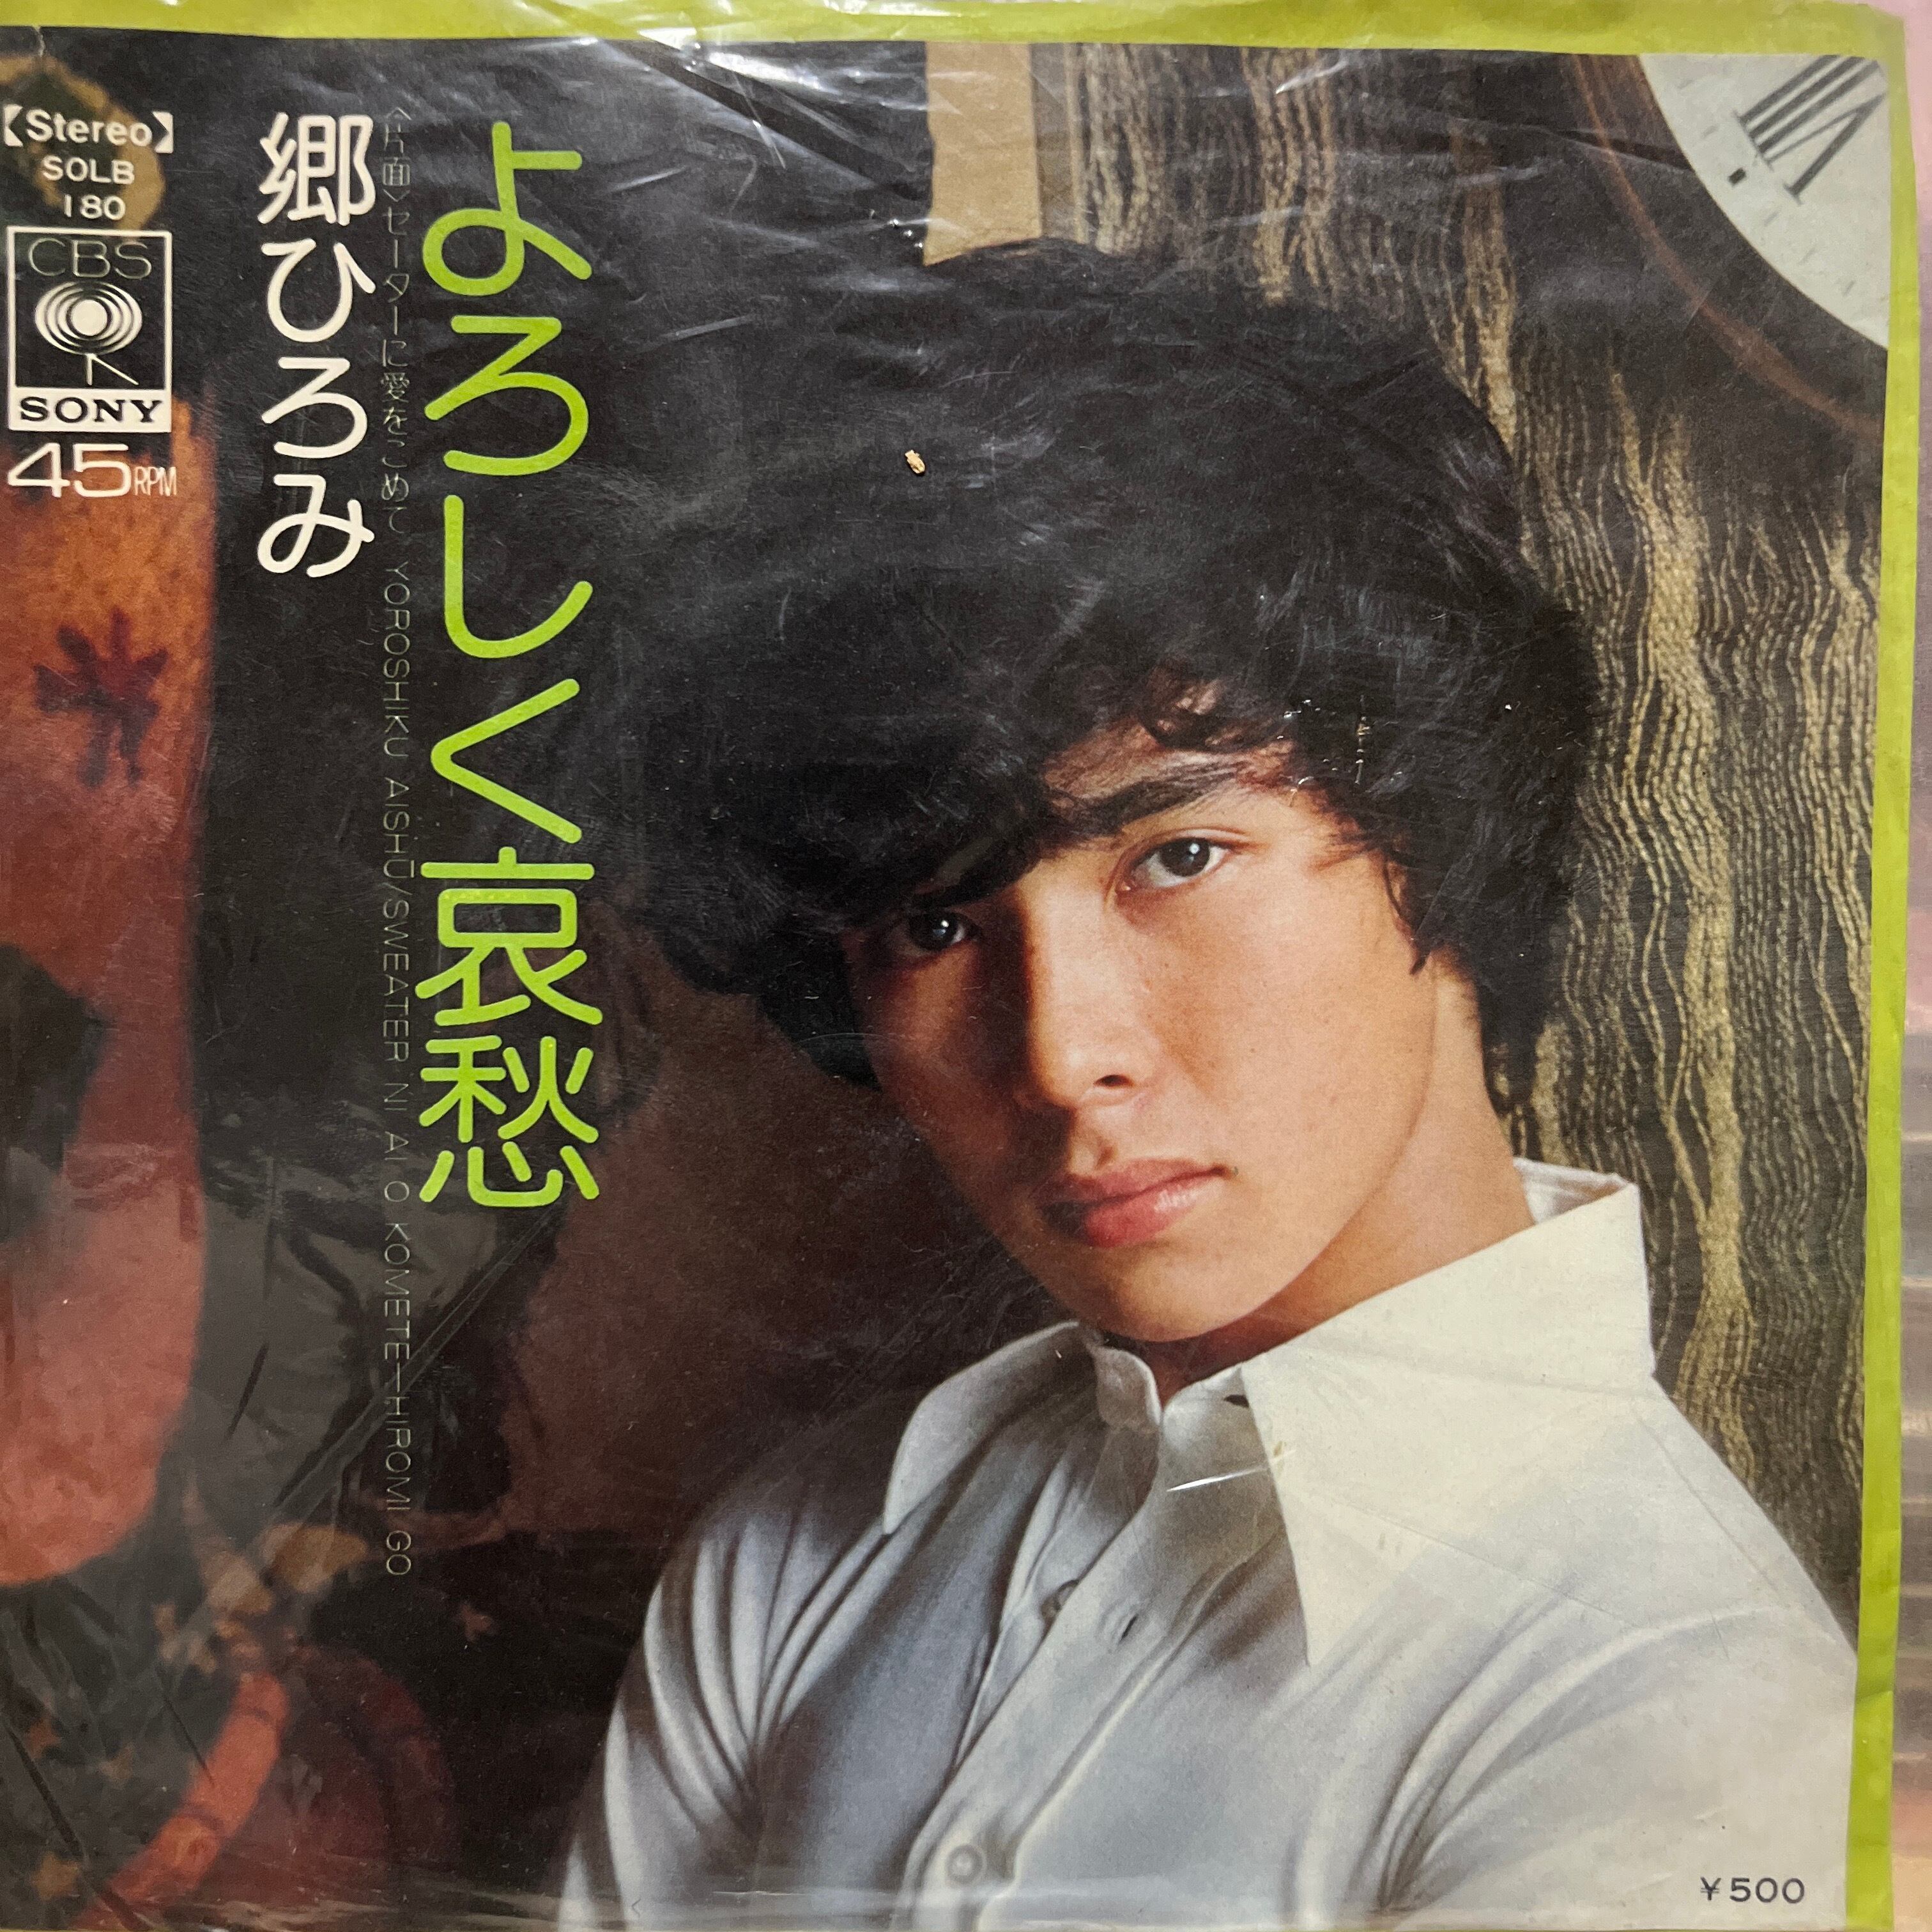 【Stereo】
SOLB
180
CBS
SONY
45RPM
よろしく哀愁
〈片面〉セーターに愛をこめて YOROSHIKU AISHŪ/SWEATER NI AI O KOMETE—HIROMI GO
郷ひろみ
¥500